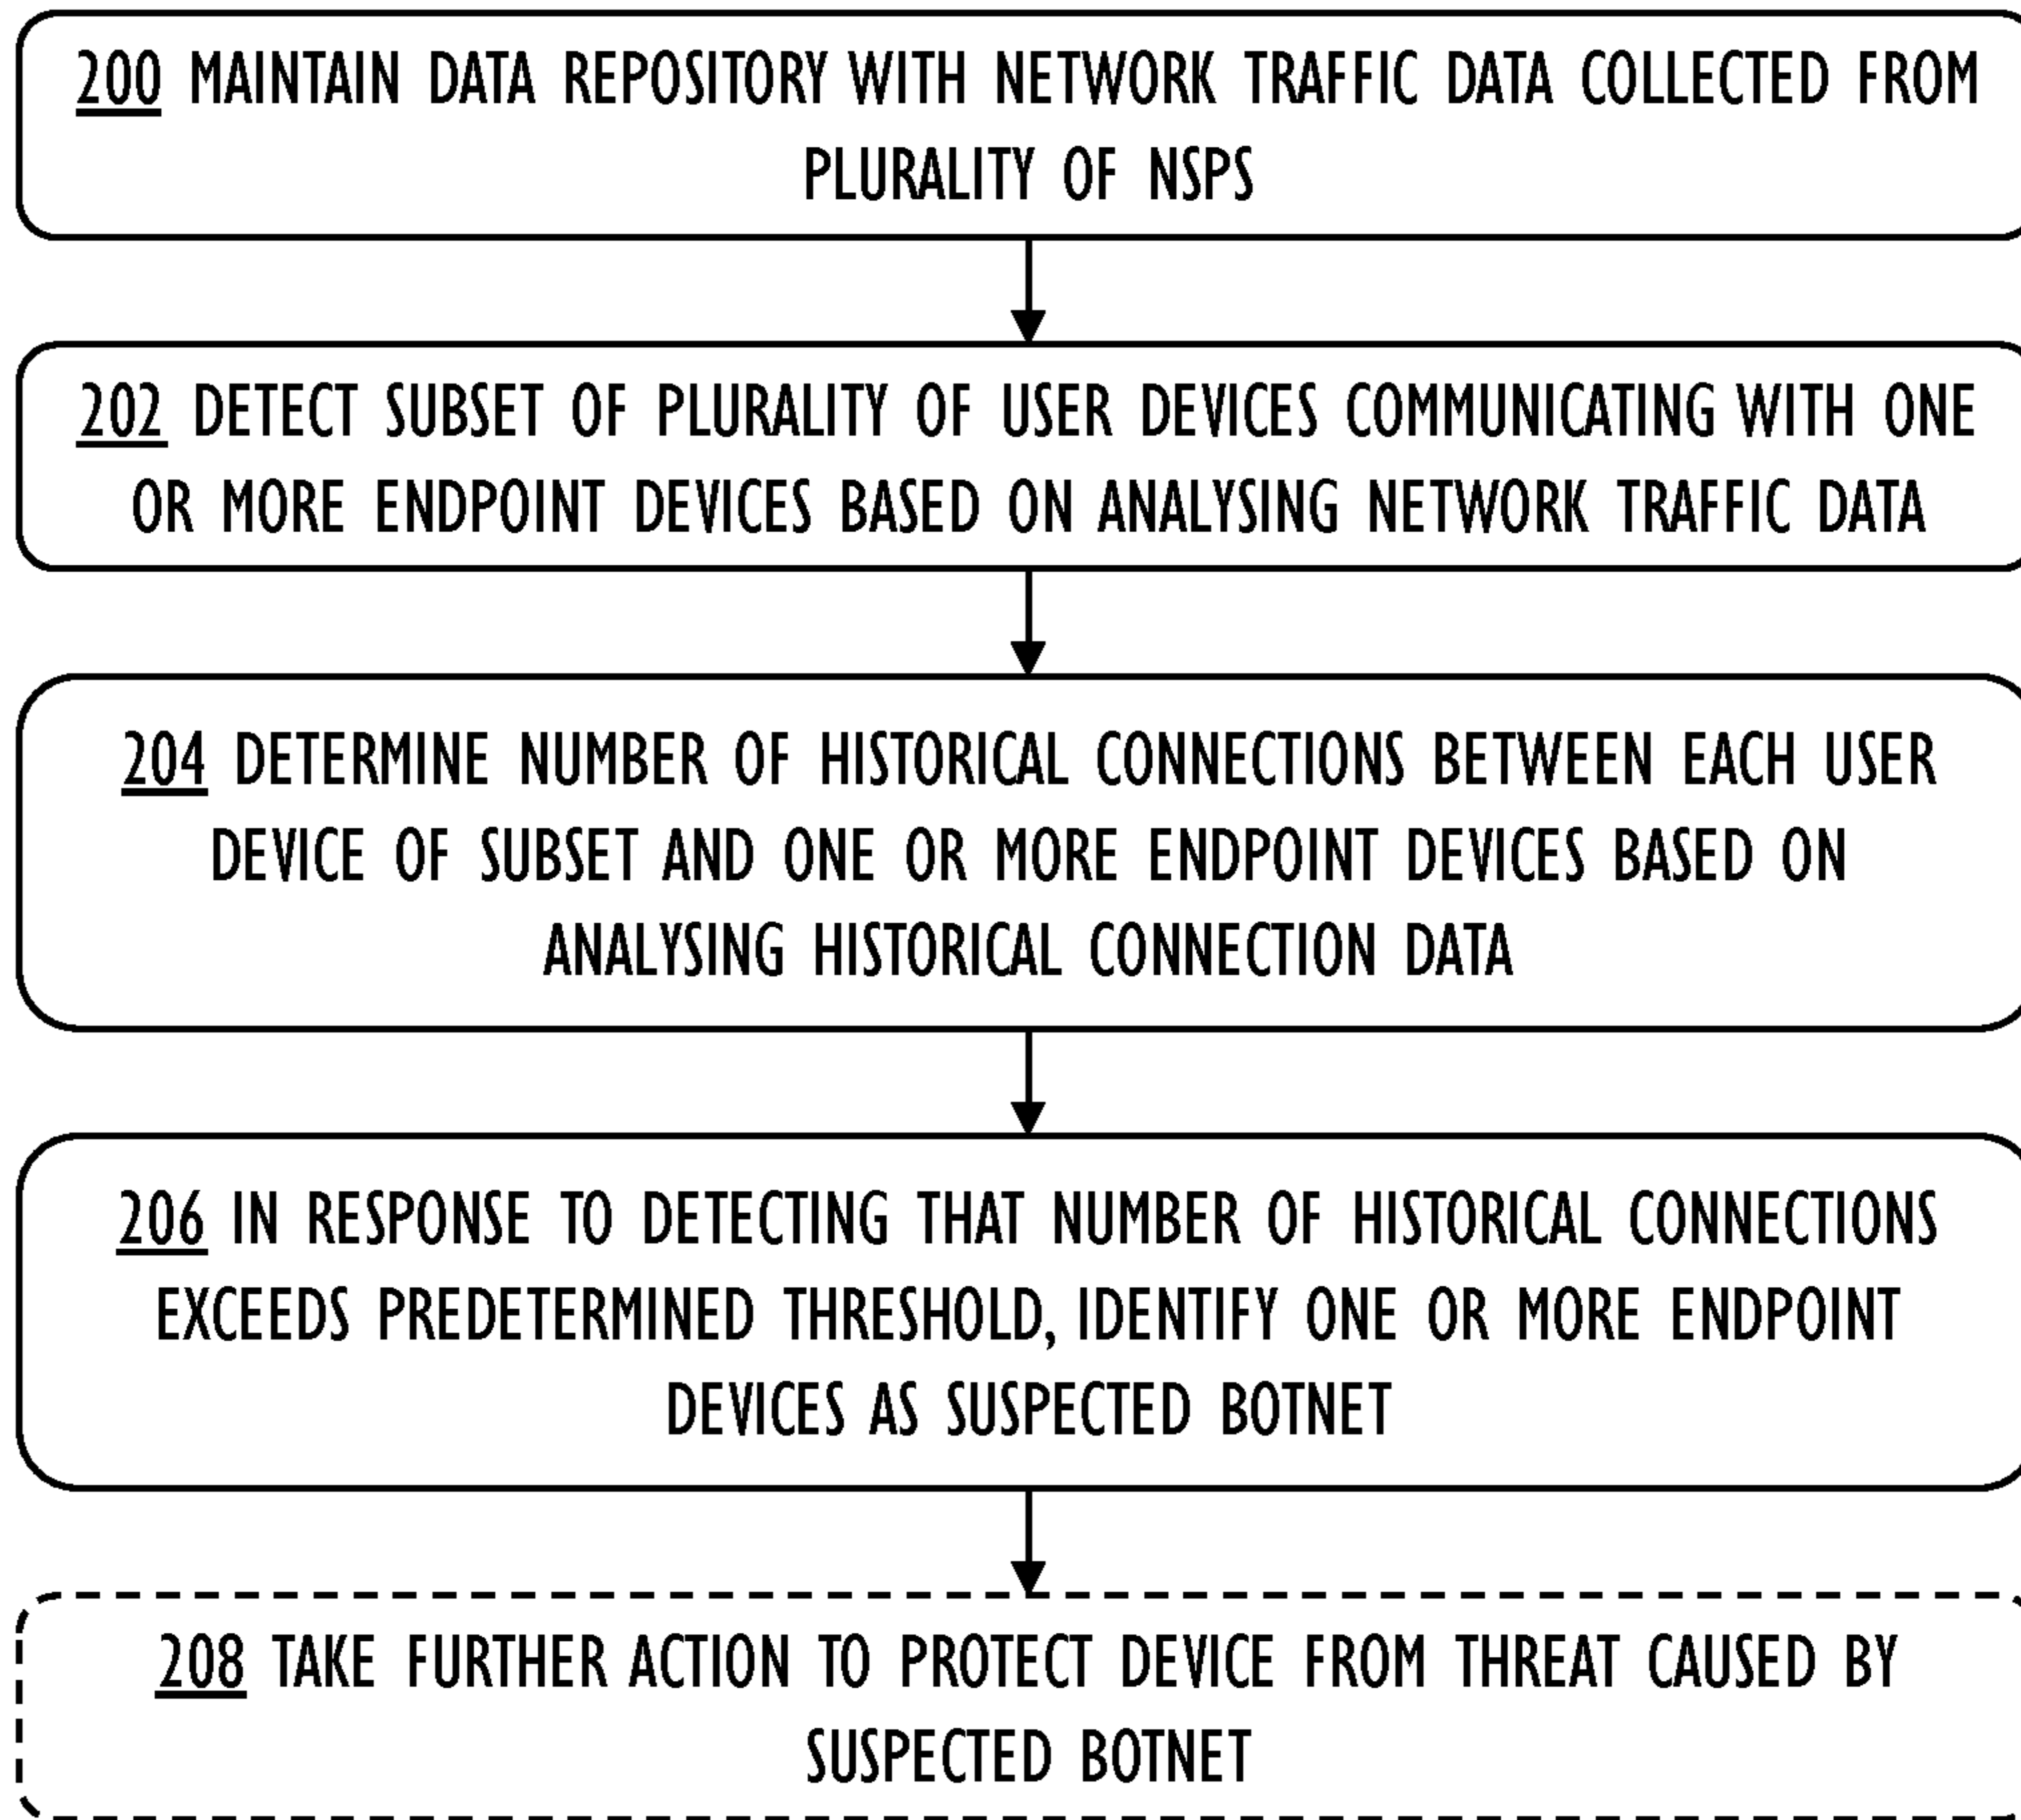 200 MAINTAIN DATA REPOSITORY WITH NETWORK TRAFFIC DATA COLLECTED FROM
PLURALITY OF NSPS
202 DETECT SUBSET OF PLURALITY OF USER DEVICES COMMUNICATING WITH ONE
OR MORE ENDPOINT DEVICES BASED ON ANALYSING NETWORK TRAFFIC DATA
204 DETERMINE NUMBER OF HISTORICAL CONNECTIONS BETWEEN EACH USER
DEVICE OF SUBSET AND ONE OR MORE ENDPOINT DEVICES BASED ON
ANALYSING HISTORICAL CONNECTION DATA
206 IN RESPONSE TO DETECTING THAT NUMBER OF HISTORICAL CONNECTIONS
EXCEEDS PREDETERMINED THRESHOLD, IDENTIFY ONE OR MORE ENDPOINT
DEVICES AS SUSPECTED BOTNET
208 TAKE FURTHER ACTION TO PROTECT DEVICE FROM THREAT CAUSED BY
SUSPECTED BOTNET